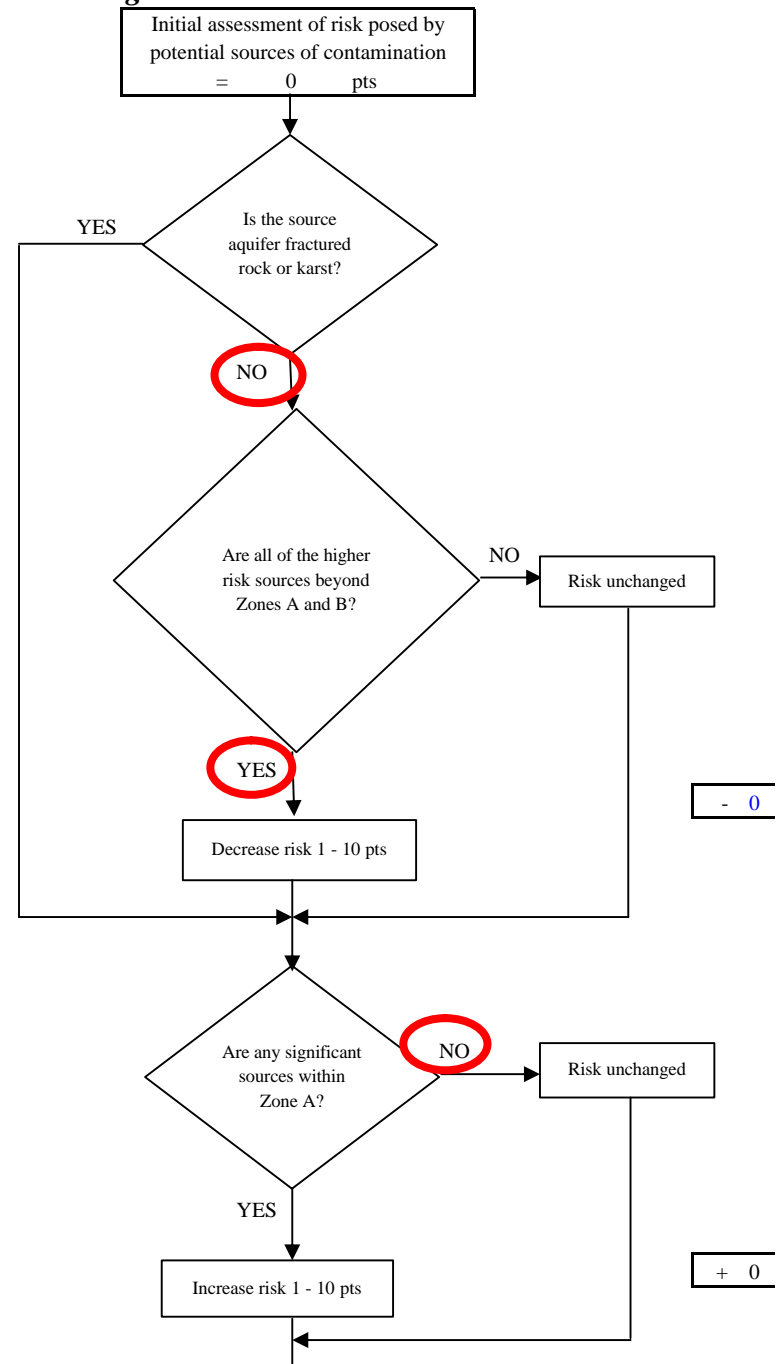 Initial assessment of risk posed by
potential sources of contamination
= 0 pts
YES
Is the source
aquifer fractured
rock or karst?
NO
Are all of the higher
risk sources beyond
Zones A and B?
NO
Risk unchanged
YES
- 0
Decrease risk 1 - 10 pts
Are any significant
sources within
Zone A?
NO
Risk unchanged
YES
+ 0
Increase risk 1 - 10 pts